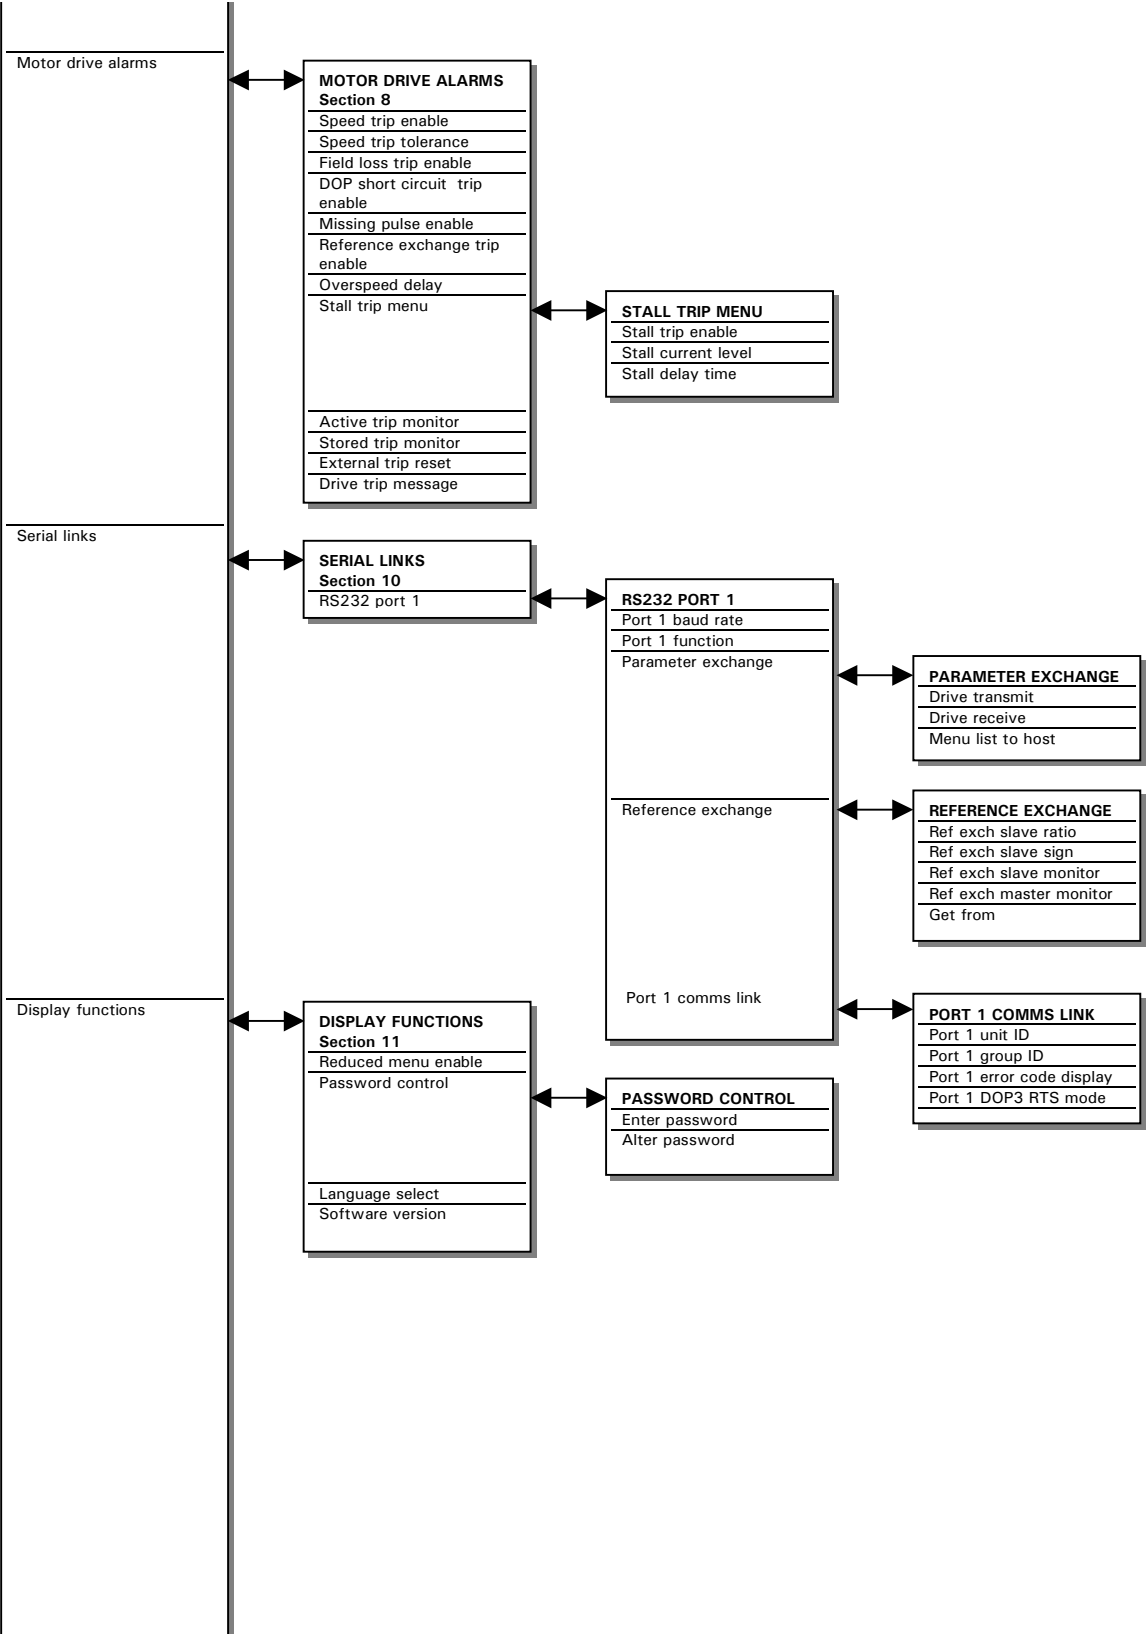 Motor drive alarms
MOTOR DRIVE ALARMS
Section 8
Speed trip enable
Speed trip tolerance
Field loss trip enable
DOP short circuit trip
enable
Missing pulse enable
Reference exchange trip
enable
Overspeed delay
Stall trip menu
STALL TRIP MENU
Stall trip enable
Stall current level
Stall delay time
Active trip monitor
Stored trip monitor
External trip reset
Drive trip message
Serial links
SERIAL LINKS
Section 10
RS232 port 1
RS232 PORT 1
Port 1 baud rate
Port 1 function
Parameter exchange
PARAMETER EXCHANGE
Drive transmit
Drive receive
Menu list to host
Reference exchange
REFERENCE EXCHANGE
Ref exch slave ratio
Ref exch slave sign
Ref exch slave monitor
Ref exch master monitor
Get from
Port 1 comms link
PORT 1 COMMS LINK
Port 1 unit ID
Port 1 group ID
Port 1 error code display
Port 1 DOP3 RTS mode
Display functions
DISPLAY FUNCTIONS
Section 11
Reduced menu enable
Password control
PASSWORD CONTROL
Enter password
Alter password
Language select
Software version